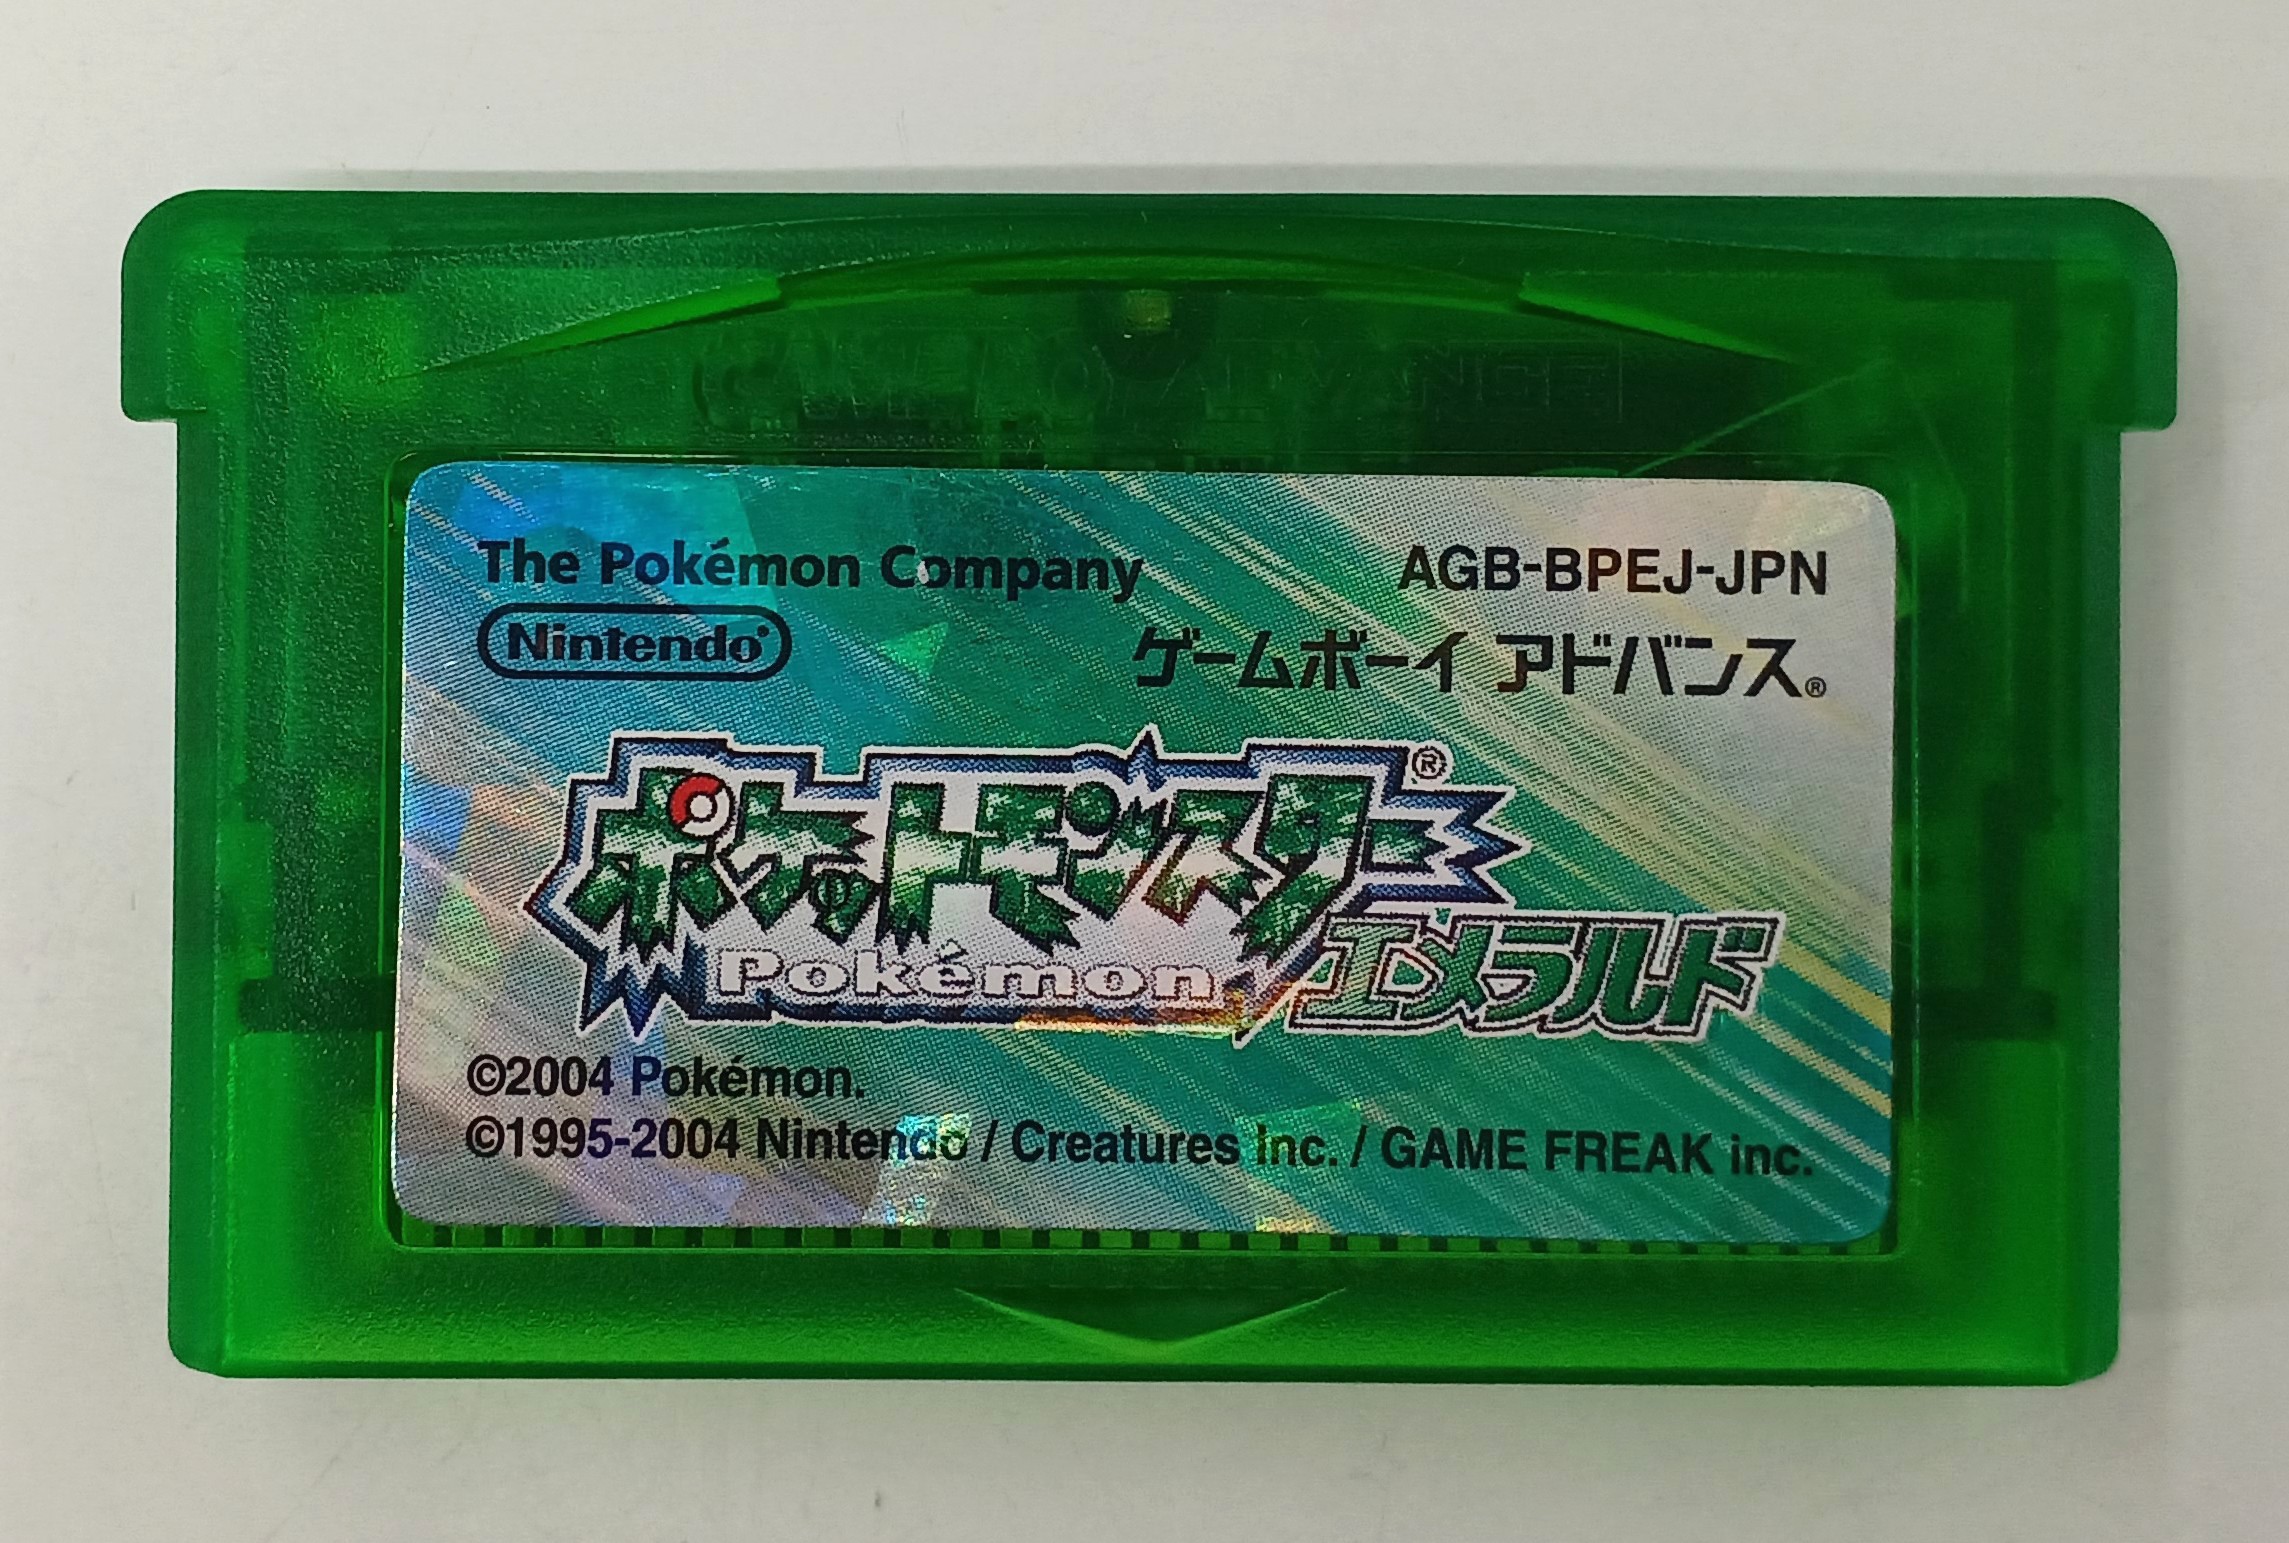 GAME BOY ADVANCE
The Pokémon Company
AGB-BPEJ-JPN
Nintendo®
ゲームボーイアドバンス®
ポケットモンスター®
Pokémon
エメラルド
©2004 Pokémon.
©1995-2004 Nintendo / Creatures Inc. / GAME FREAK inc.